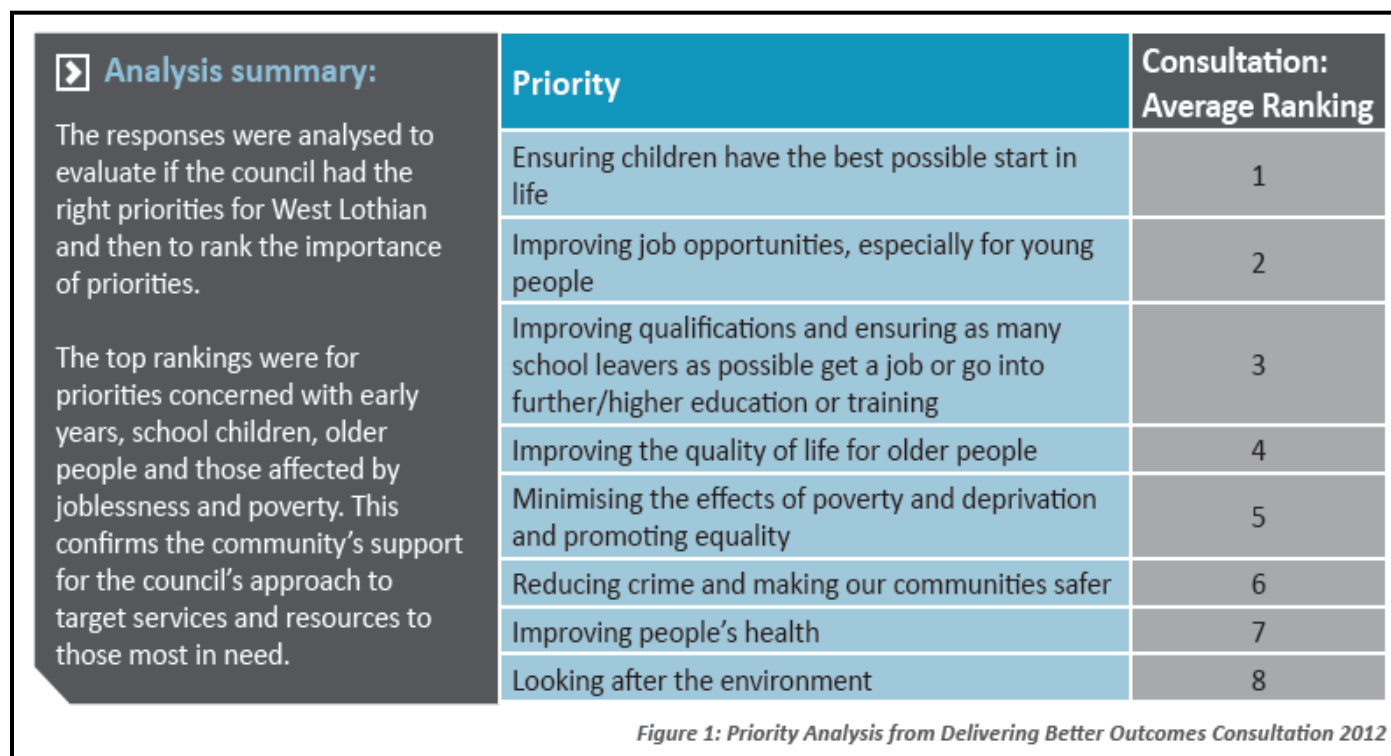 Analysis summary:
The responses were analysed to
evaluate if the council had the
right priorities for West Lothian
and then to rank the importance
of priorities.
The top rankings were for
priorities concerned with early
years, school children, older
people and those affected by
joblessness and poverty. This
confirms the community’s support
for the council’s approach to
target services and resources to
those most in need.
Priority
Consultation:
Average Ranking
Ensuring children have the best possible start in
life
1
Improving job opportunities, especially for young
people
2
Improving qualifications and ensuring as many
school leavers as possible get a job or go into
further/higher education or training
3
Improving the quality of life for older people
4
Minimising the effects of poverty and deprivation
and promoting equality
5
Reducing crime and making our communities safer
6
Improving people’s health
7
Looking after the environment
8
Figure 1: Priority Analysis from Delivering Better Outcomes Consultation 2012